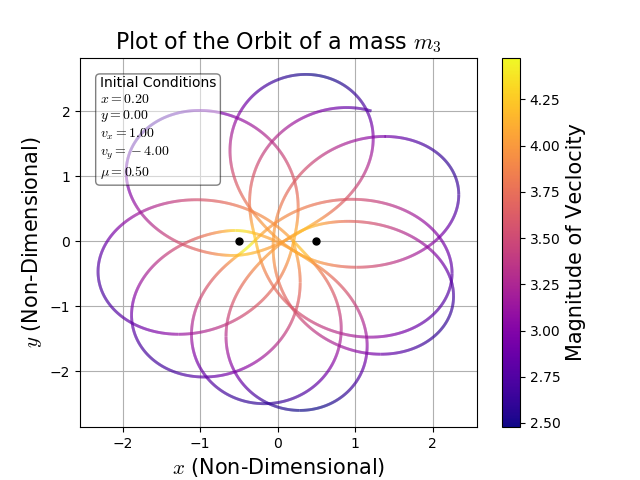 Plot of the Orbit of a mass m₃
Initial Conditions
x = 0.20
y = 0.00
vₓ = 1.00
v_y = −4.00
μ = 0.50
2
1
0
−1
−2
y (Non-Dimensional)
−2 −1 0 1 2
x (Non-Dimensional)
4.25
4.00
3.75
3.50
3.25
3.00
2.75
2.50
Magnitude of Veclocity